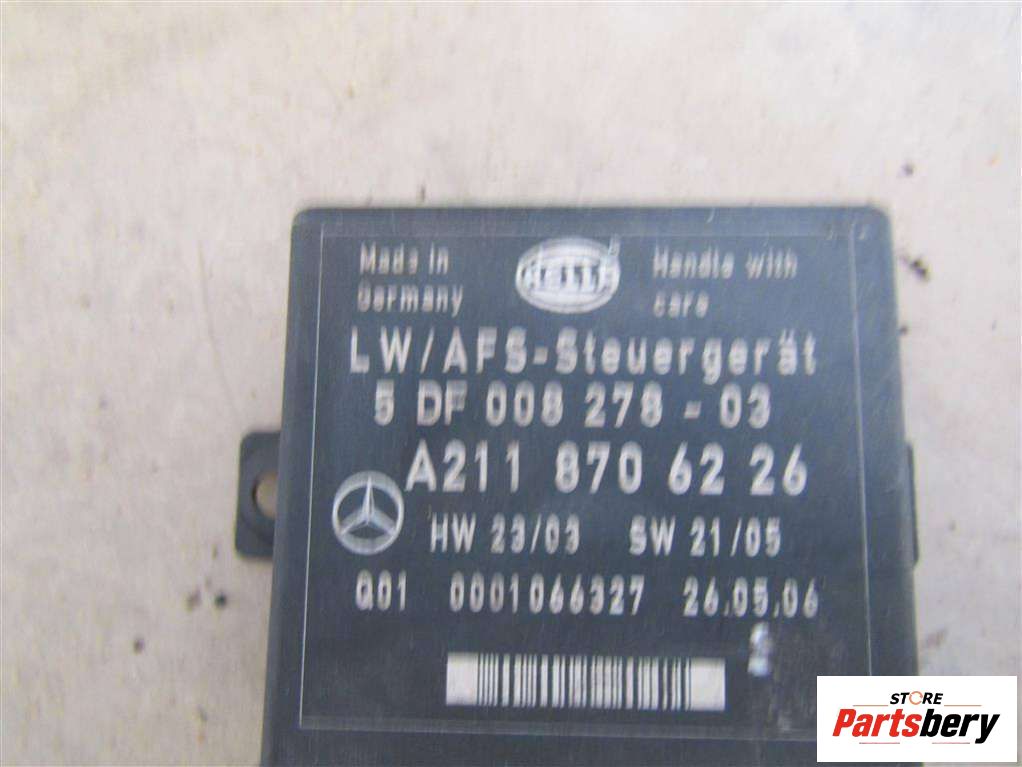 Made in
Germany
HELLA
Handle with
care
LW/AFS-Steuergerät
5 DF 008 278 - 03
A211 870 62 26
HW 23/03 SW 21/05
Q01 0001066327 26.05.06
STORE
Partsbery